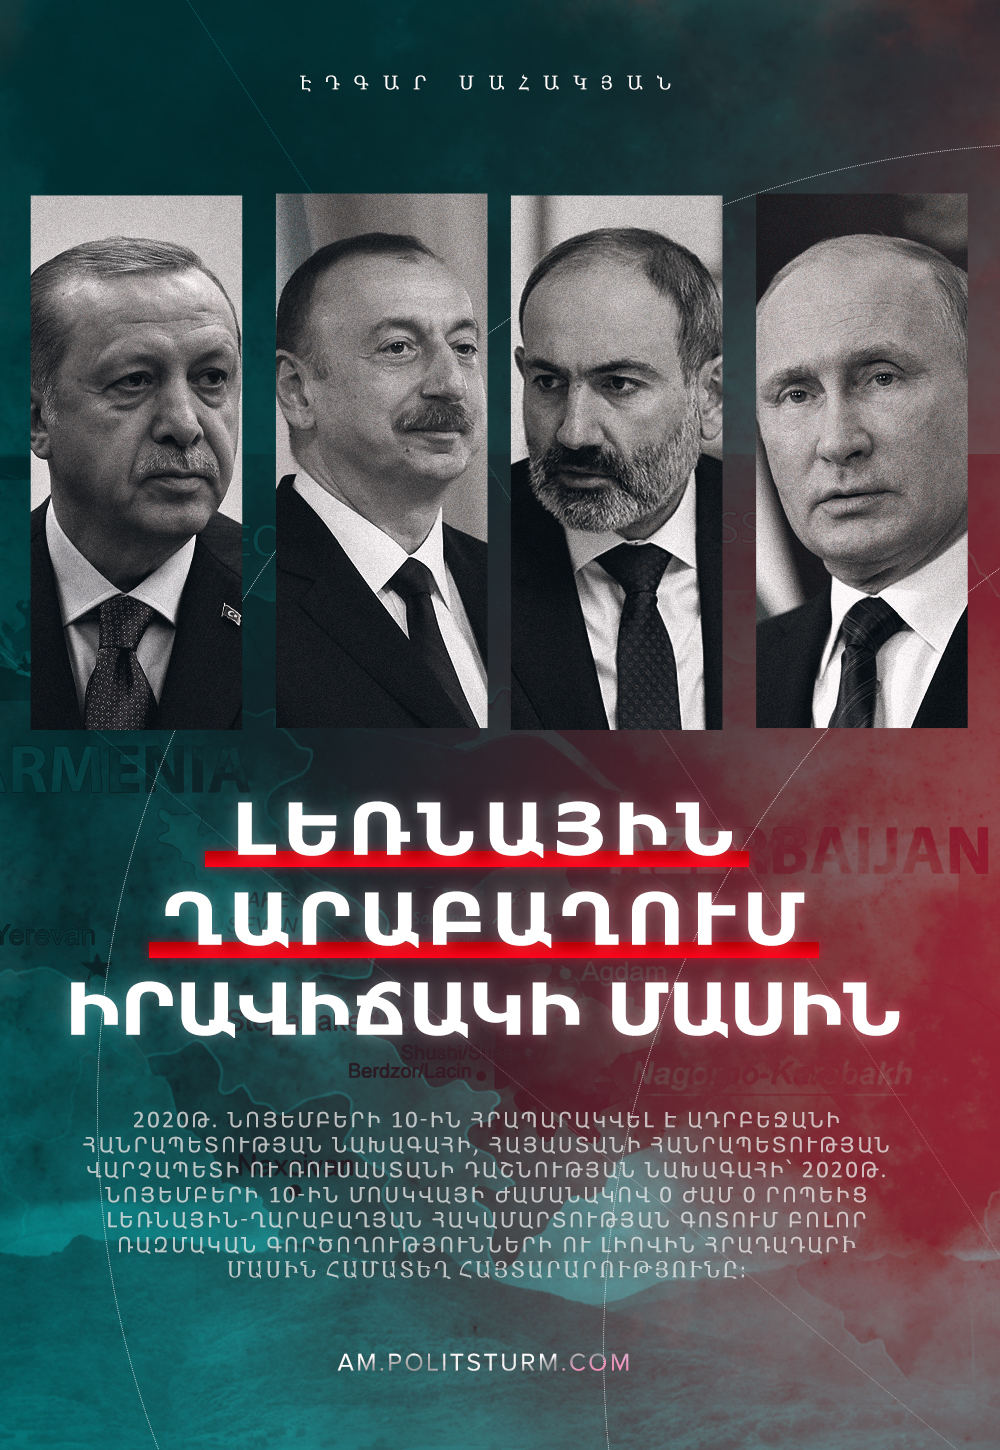 ԷԴԳԱՐ ՍԱՀԱԿՅԱՆ
ARMENIA
AZERBAIJAN
ԼԵՌՆԱՅԻՆ
ՂԱՐԱԲԱՂՈՒՄ
Yerevan
Agdam
ԻՐԱՎԻՃԱԿԻ ՄԱՍԻՆ
Berdzor/Lacin
Nagorno-Karabakh
2020Թ. ՆՈՅԵՄԲԵՐԻ 10-ԻՆ ՀՐԱՊԱՐԱԿՎԵԼ Է ԱԴՐԲԵՋԱՆԻ
ՀԱՆՐԱՊԵՏՈՒԹՅԱՆ ՆԱԽԱԳԱՀԻ, ՀԱՅԱՍՏԱՆԻ ՀԱՆՐԱՊԵՏՈՒԹՅԱՆ
ՎԱՐՉԱՊԵՏԻ ՈՒ ՌՈՒՍԱՍՏԱՆԻ ԴԱՇՆՈՒԹՅԱՆ ՆԱԽԱԳԱՀԻ՝ 2020Թ.
ՆՈՅԵՄԲԵՐԻ 10-ԻՆ ՄՈՍԿՎԱՅԻ ԺԱՄԱՆԱԿՈՎ 0 ԺԱՄ 0 ՐՈՊԵԻՑ
ԼԵՌՆԱՅԻՆ-ՂԱՐԱԲԱՂՅԱՆ ՀԱԿԱՄԱՐՏՈՒԹՅԱՆ ԳՈՏՈՒՄ ԲՈԼՈՐ
ՌԱԶՄԱԿԱՆ ԳՈՐԾՈՂՈՒԹՅՈՒՆՆԵՐԻ ՈՒ ԼԻՈՎԻՆ ՀՐԱԴԱԴԱՐԻ
ՄԱՍԻՆ ՀԱՄԱՏԵՂ ՀԱՅՏԱՐԱՐՈՒԹՅՈՒՆԸ։
AM.POLITSTURM.COM